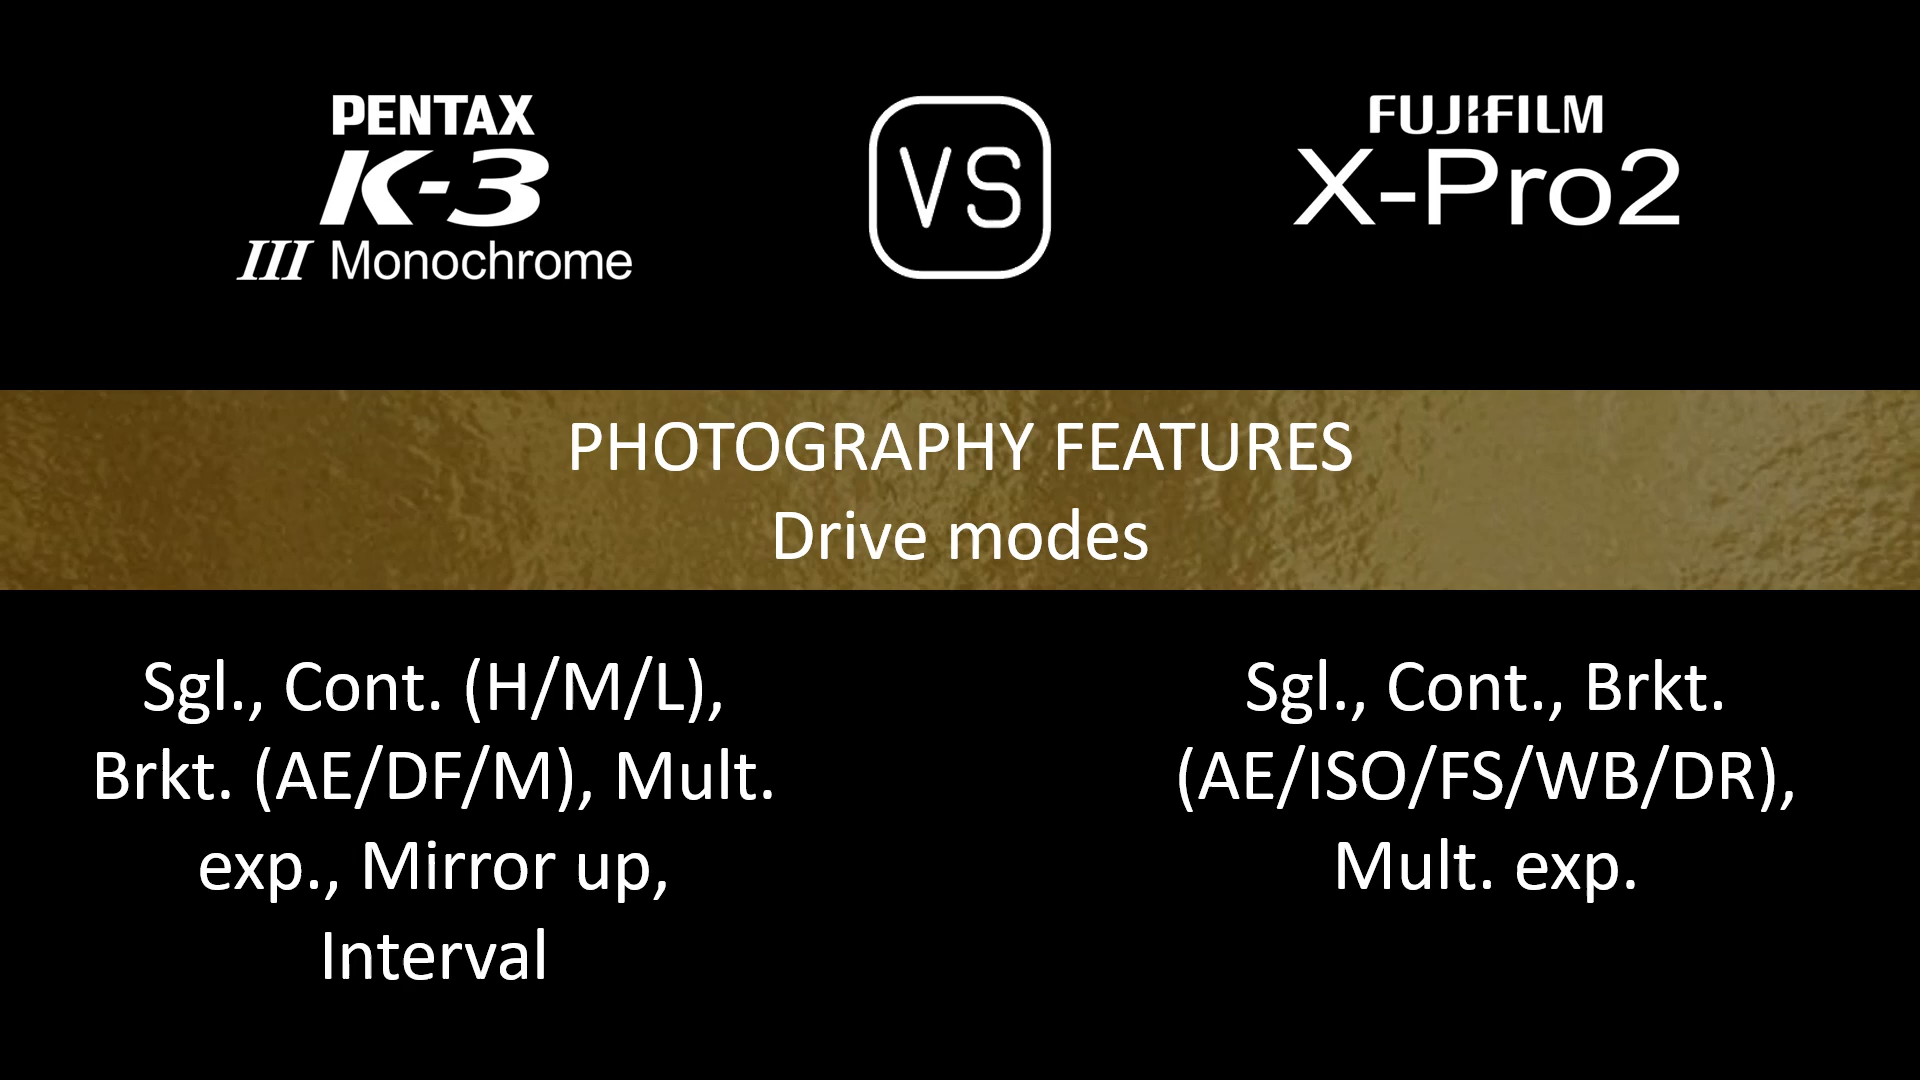 PENTAX
K-3
III Monochrome
VS
FUJIFILM
X-Pro2
PHOTOGRAPHY FEATURES
Drive modes
Sgl., Cont. (H/M/L),
Brkt. (AE/DF/M), Mult.
exp., Mirror up,
Interval
Sgl., Cont., Brkt.
(AE/ISO/FS/WB/DR),
Mult. exp.